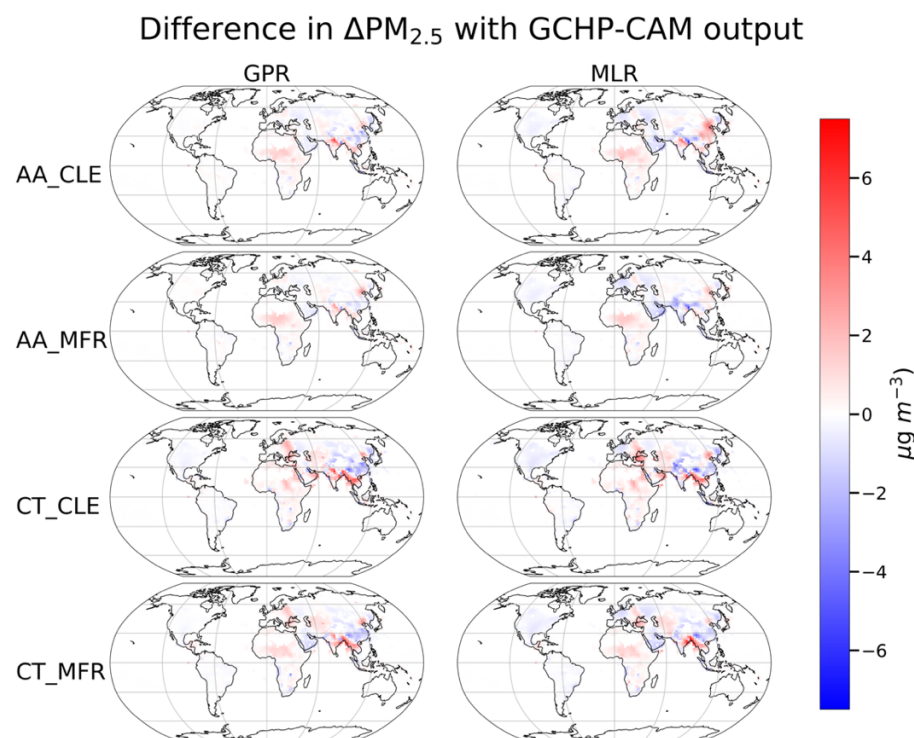 Difference in ΔPM2.5 with GCHP-CAM output
GPR MLR
AA_CLE
AA_MFR
CT_CLE
CT_MFR
6
4
2
0
−2
−4
−6
μg m−3)